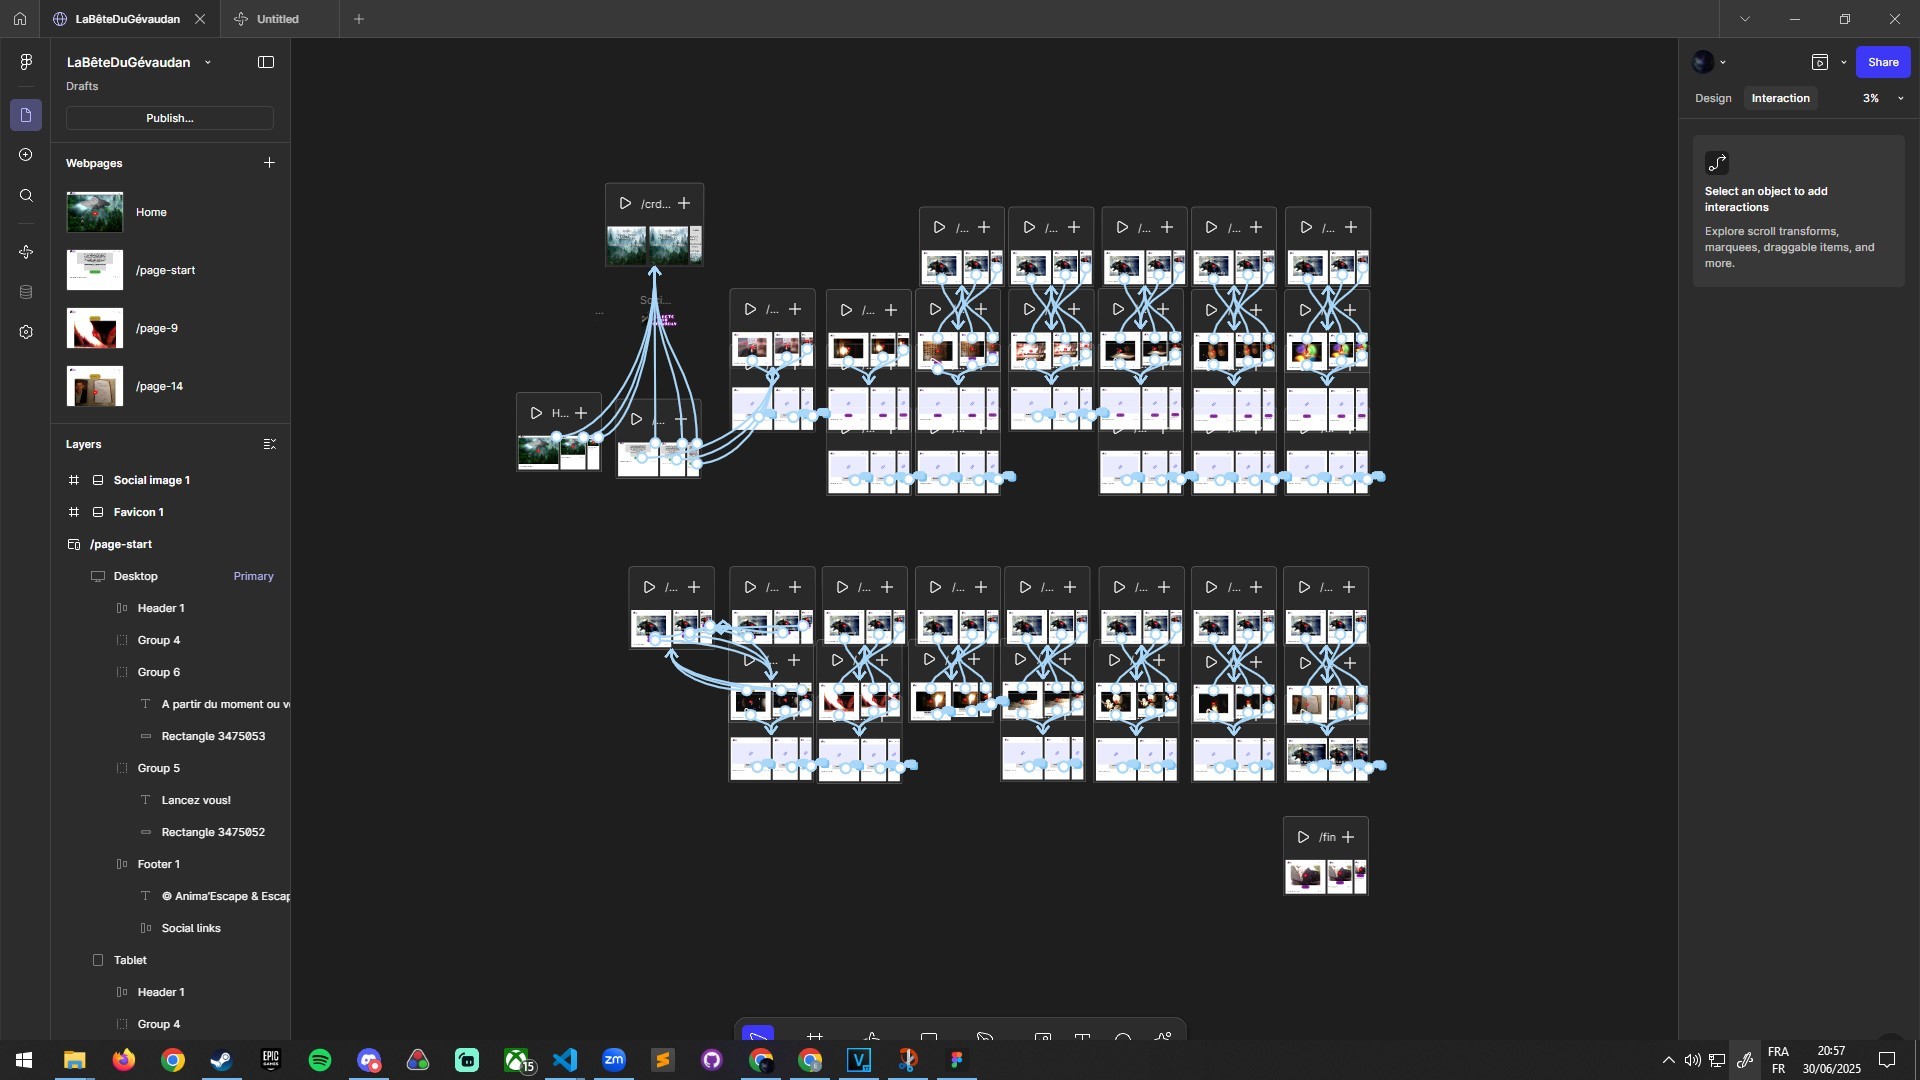 LaBêteDuGévaudan
Untitled
LaBêteDuGévaudan
Drafts
Publish...
Webpages
Home
/page-start
/page-9
/page-14
Layers
Social image 1
Favicon 1
/page-start
Desktop
Primary
Header 1
Group 4
Group 6
A partir du moment ou v
Rectangle 3475053
Group 5
Lancez vous!
Rectangle 3475052
Footer 1
© Anima'Escape & Escap
Social links
Tablet
Header 1
Group 4
/crd...
/... /... /... /... /...
...
/... /... /... /... /... /... /...
H... /...
/... /... /... /... /... /... /... /...
/... /... /... /... /... /... /...
/fin
Share
Design
Interaction
3%
Select an object to add
interactions
Explore scroll transforms,
marquees, draggable items, and
more.
EPIC
GAMES
15
zm
V
FRA
FR
20:57
30/06/2025